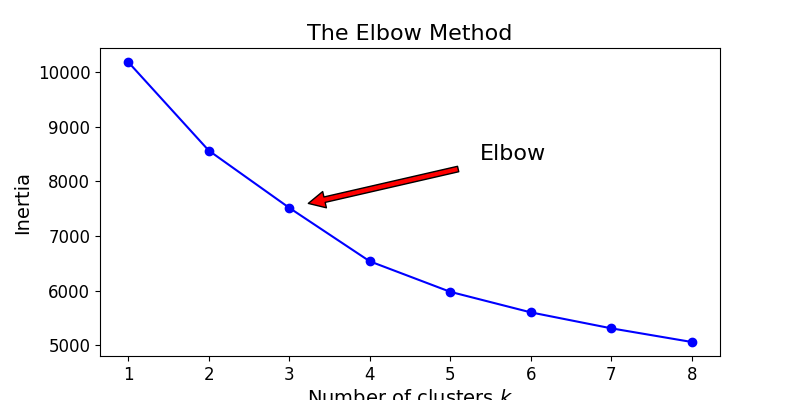 The Elbow Method
Inertia
10000
9000
8000
7000
6000
5000
Elbow
1 2 3 4 5 6 7 8
Number of clusters k